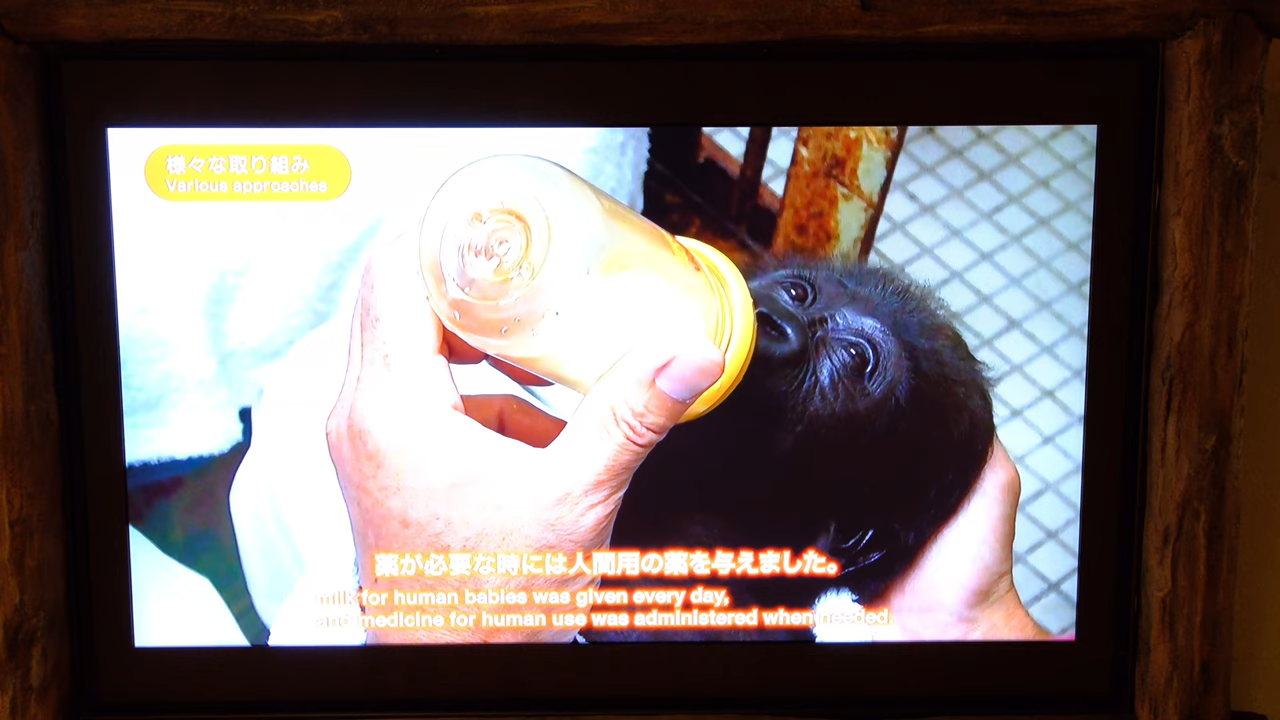 様々な取り組み
Various approaches
薬が必要な時には人間用の薬を与えました。
milk for human babies was given every day,
and medicine for human use was administered when needed.